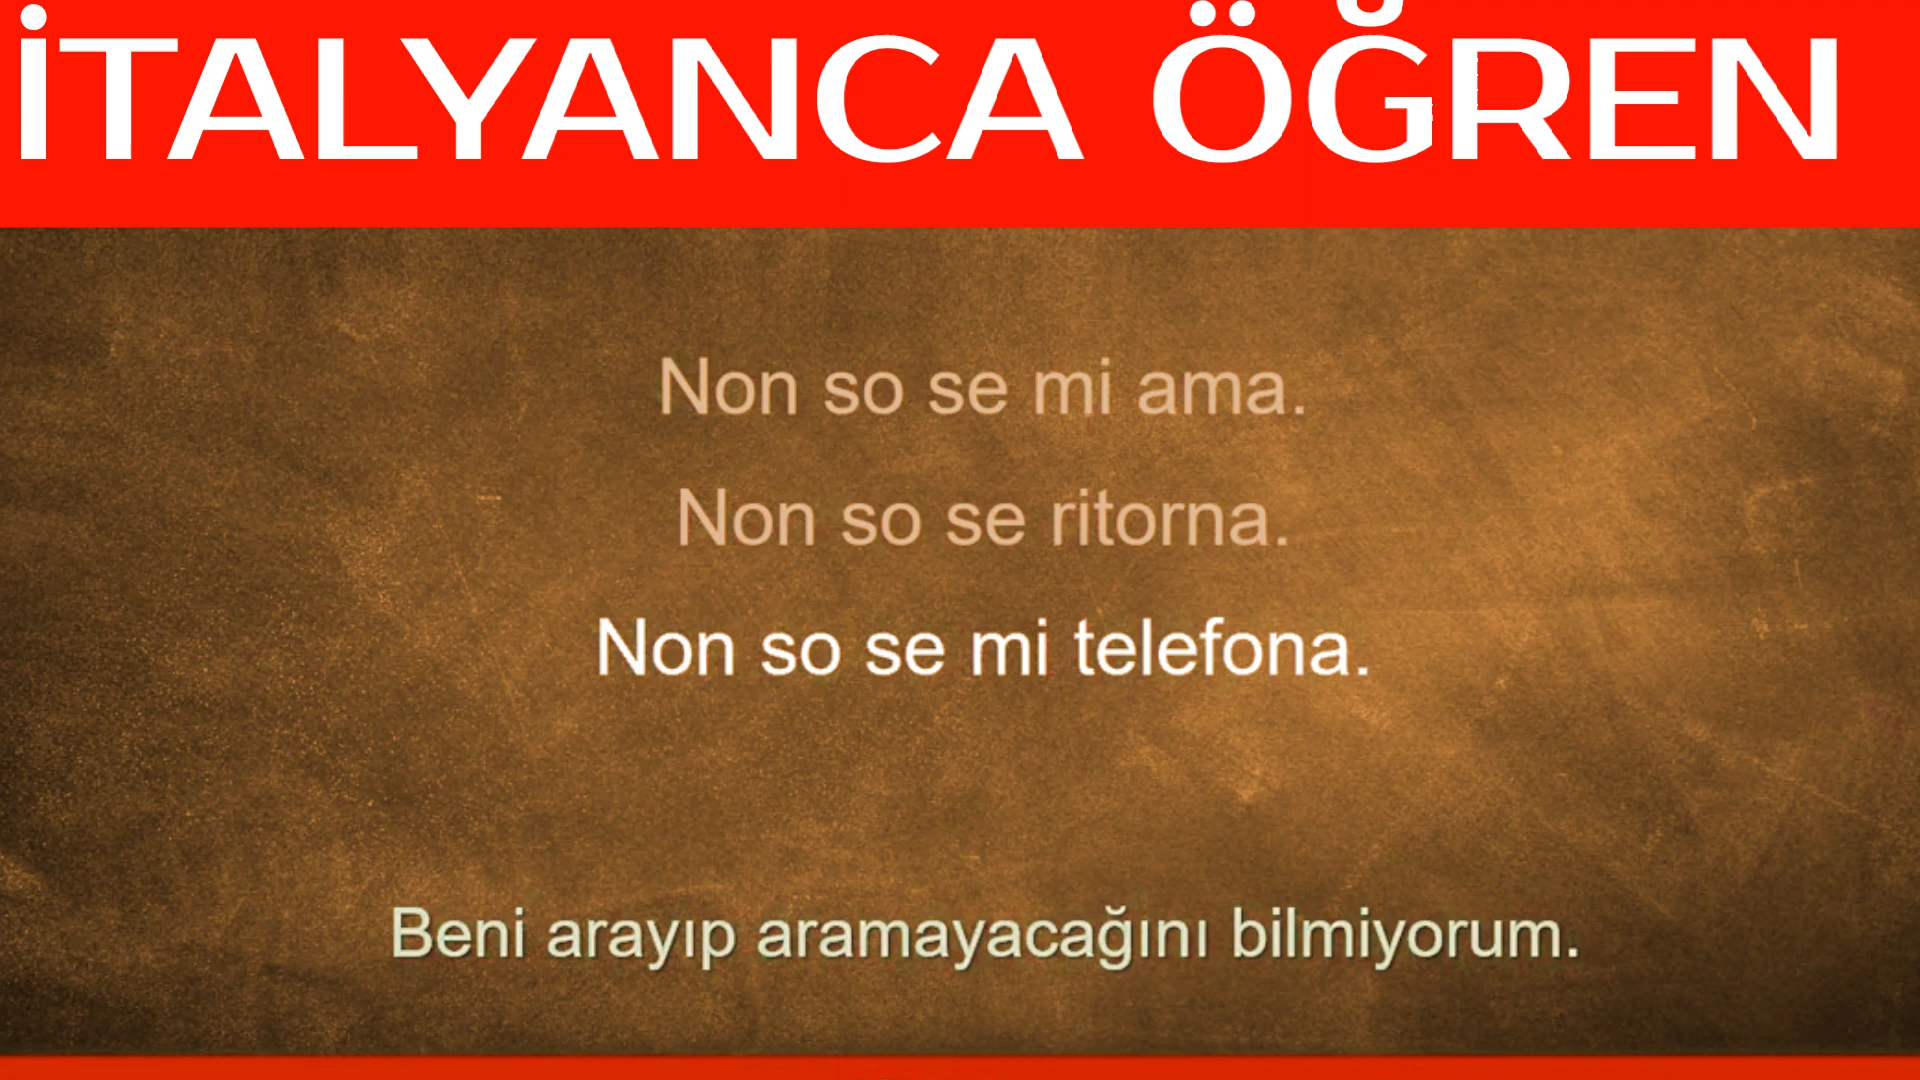 İTALYANCA ÖĞREN
Non so se mi ama.
Non so se ritorna.
Non so se mi telefona.
Beni arayıp aramayacağını bilmiyorum.